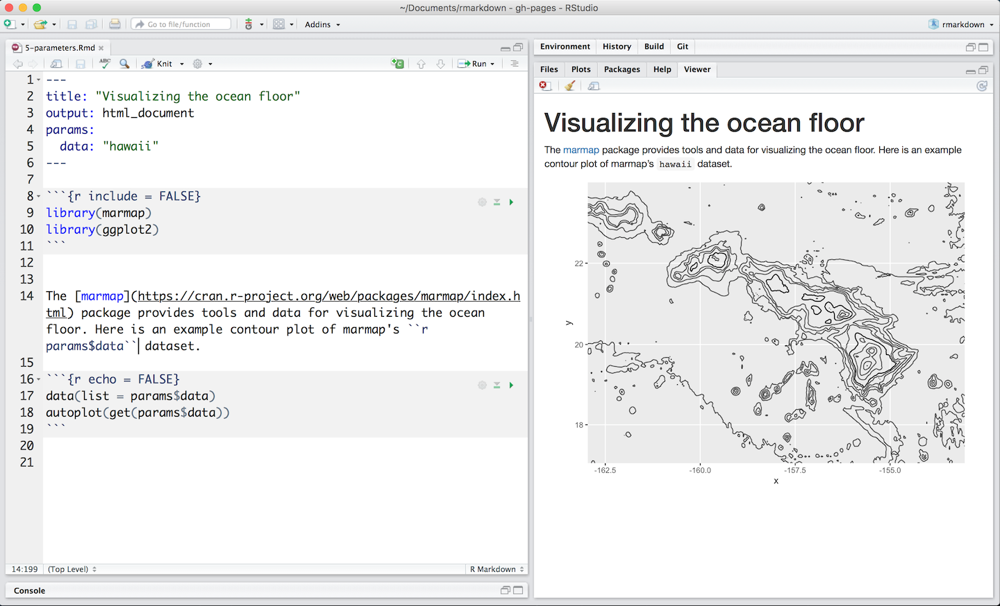 ~/Documents/rmarkdown - gh-pages - RStudio
Go to file/function
Addins
rmarkdown
5-parameters.Rmd
ABC
Knit
Run
1 ---
2 title: "Visualizing the ocean floor"
3 output: html_document
4 params:
5   data: "hawaii"
6 ---
7
8 ```{r include = FALSE}
9 library(marmap)
10 library(ggplot2)
11 ```
12
13
14 The [marmap](https://cran.r-project.org/web/packages/marmap/index.h
tml) package provides tools and data for visualizing the ocean
floor. Here is an example contour plot of marmap's ``r
params$data`` dataset.
15
16 ```{r echo = FALSE}
17 data(list = params$data)
18 autoplot(get(params$data))
19 ```
20
21
14:199 (Top Level) R Markdown
Console
Environment History Build Git
Files Plots Packages Help Viewer
Visualizing the ocean floor
The marmap package provides tools and data for visualizing the ocean floor. Here is an example
contour plot of marmap's hawaii dataset.
22
20
18
y
-162.5 -160.0 -157.5 -155.0
x